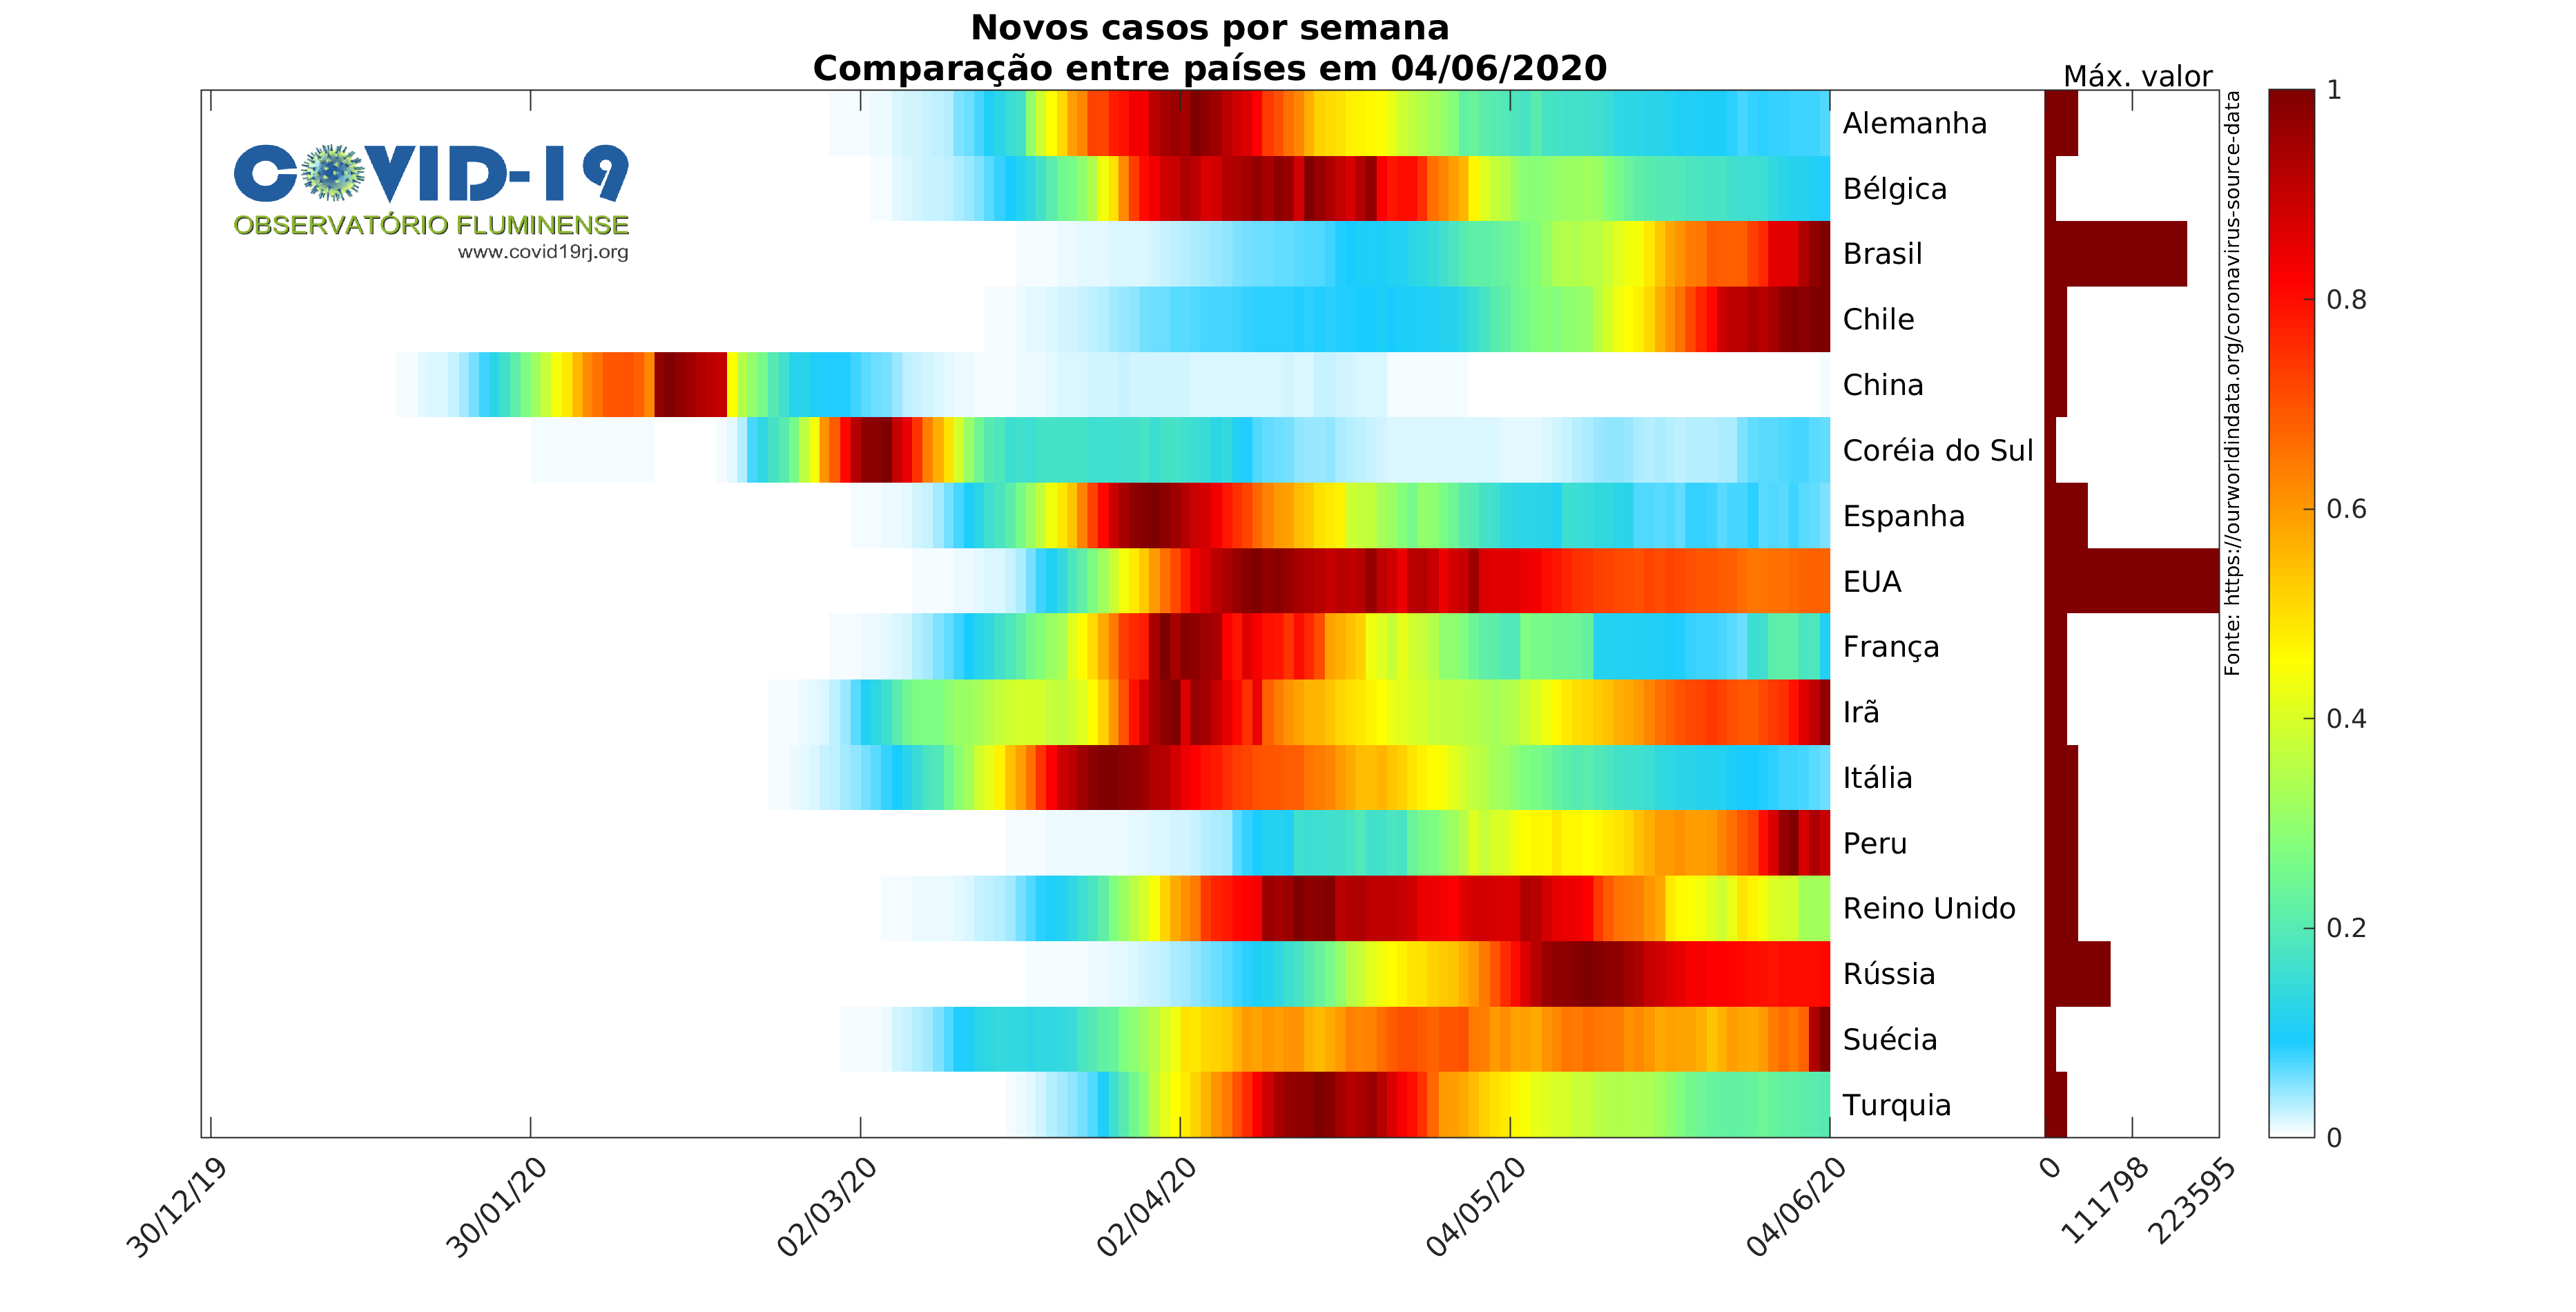 Novos casos por semana
Comparação entre países em 04/06/2020
Máx. valor
COVID-19
OBSERVATÓRIO FLUMINENSE
www.covid19rj.org
Alemanha
Bélgica
Brasil
Chile
China
Coréia do Sul
Espanha
EUA
França
Irã
Itália
Peru
Reino Unido
Rússia
Suécia
Turquia
Fonte: https://ourworldindata.org/coronavirus-source-data
1
0.8
0.6
0.4
0.2
0
30/12/19
30/01/20
02/03/20
02/04/20
04/05/20
04/06/20
0
111798
223595